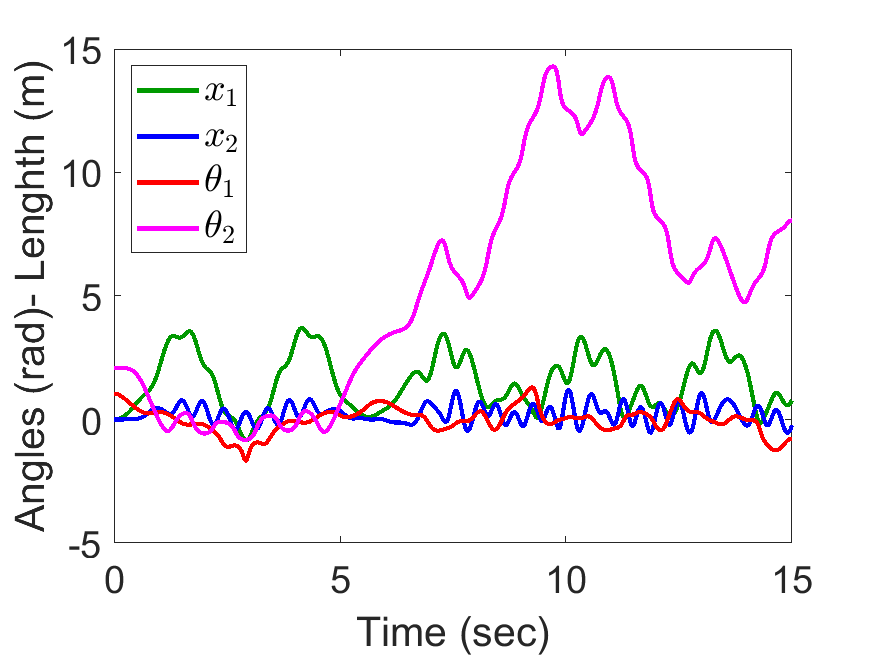 15
10
5
0
-5
Angles (rad)- Lenghth (m)
x₁
x₂
θ₁
θ₂
0 5 10 15
Time (sec)